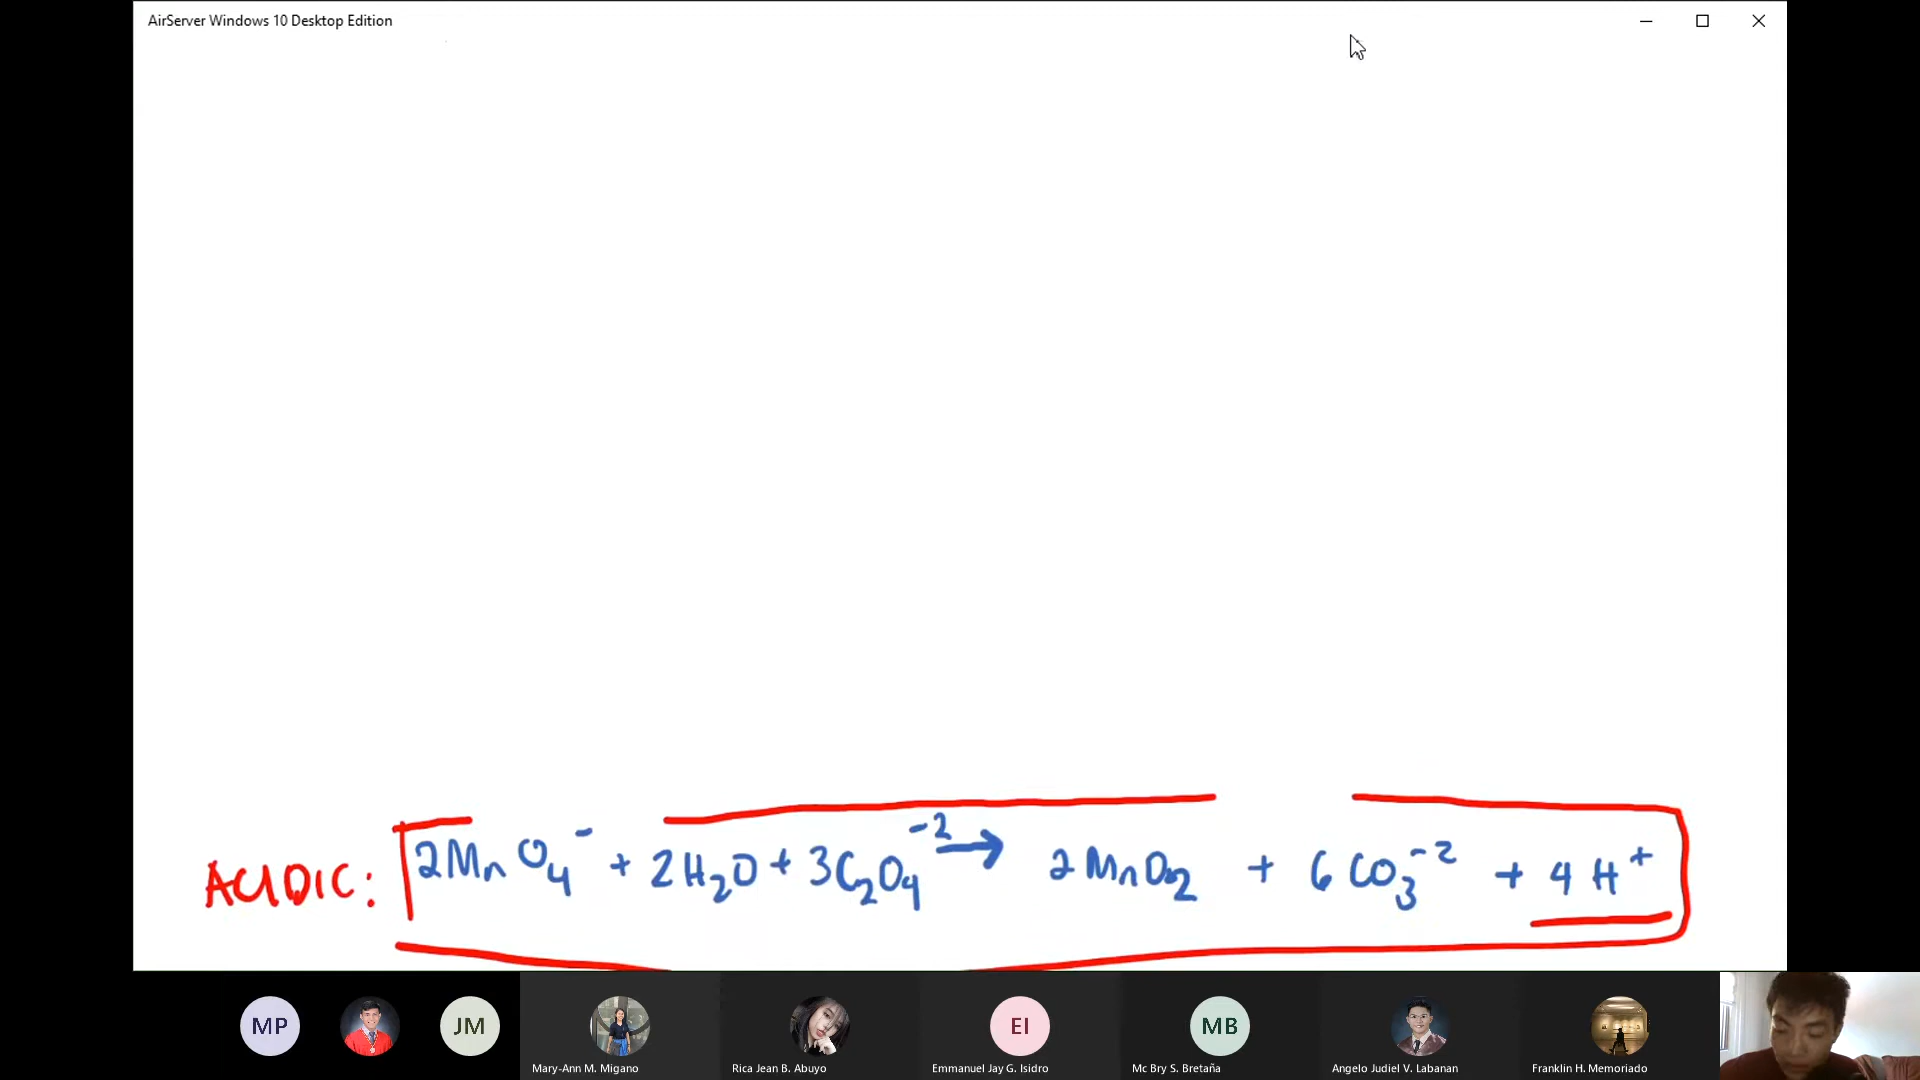 AirServer Windows 10 Desktop Edition
ACIDIC: 2MnO₄⁻ + 2H₂O + 3C₂O₄⁻² → 2MnO₂ + 6CO₃⁻² + 4H⁺
MP JM EI MB
Mary-Ann M. Migano Rica Jean B. Abuyo Emmanuel Jay G. Isidro Mc Bry S. Bretaña Angelo Judiel V. Labanan Franklin H. Memoriado